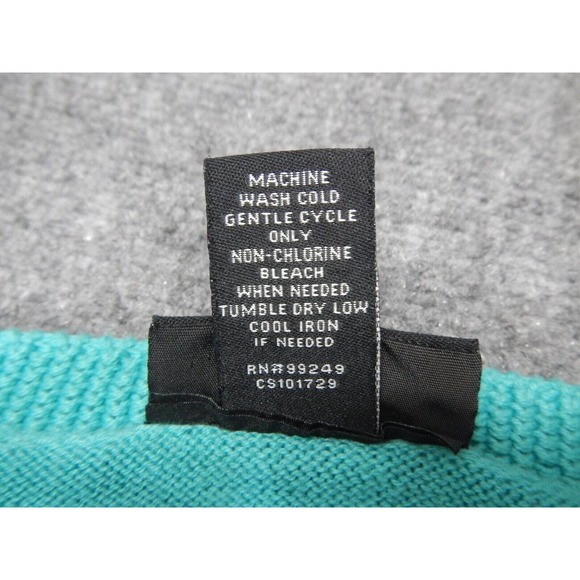 MACHINE
WASH COLD
GENTLE CYCLE
ONLY
NON-CHLORINE
BLEACH
WHEN NEEDED
TUMBLE DRY LOW
COOL IRON
IF NEEDED
RN#99249
CS101729